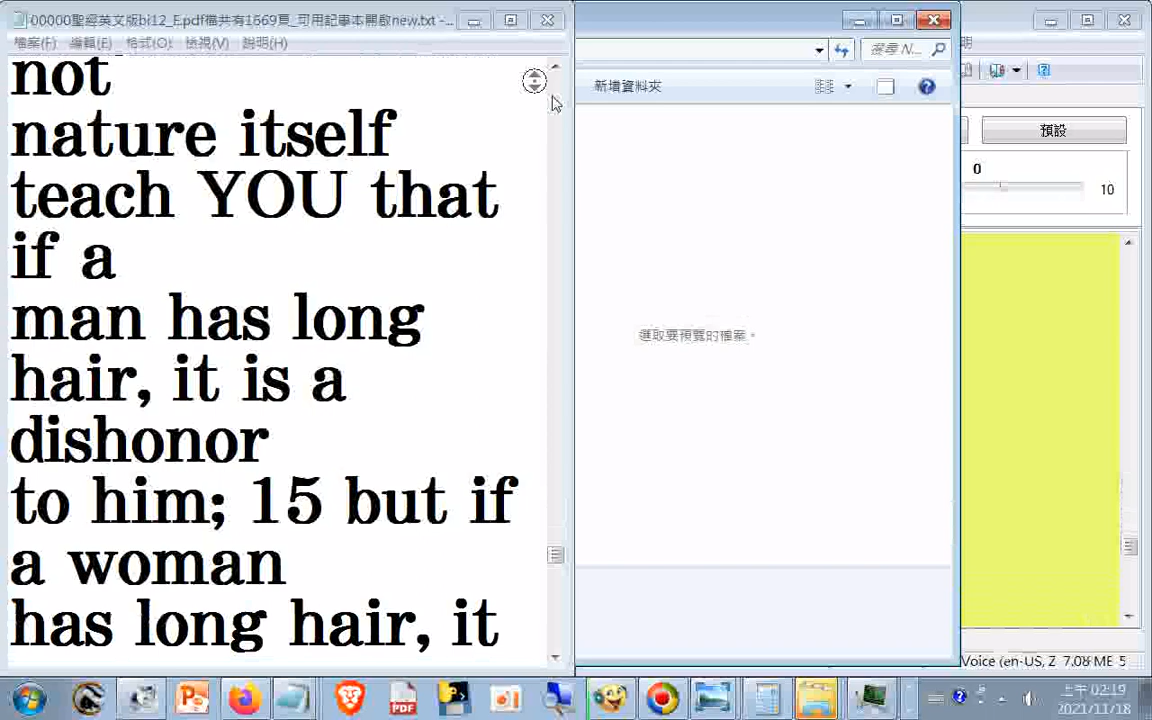 00000聖經英文版bi12_E.pdf檔共有1669頁_可用記事本開啟new.txt -...
檔案(F) 編輯(E) 格式(O) 檢視(V) 說明(H)
not
nature itself
teach YOU that
if a
man has long
hair, it is a
dishonor
to him; 15 but if
a woman
has long hair, it
搜尋 N...
新增資料夾
選取要預覽的檔案。
明
預設
0
10
Voice (en-US, Z 7.08 ME 5
PDF
上午 02:19
2021/11/18